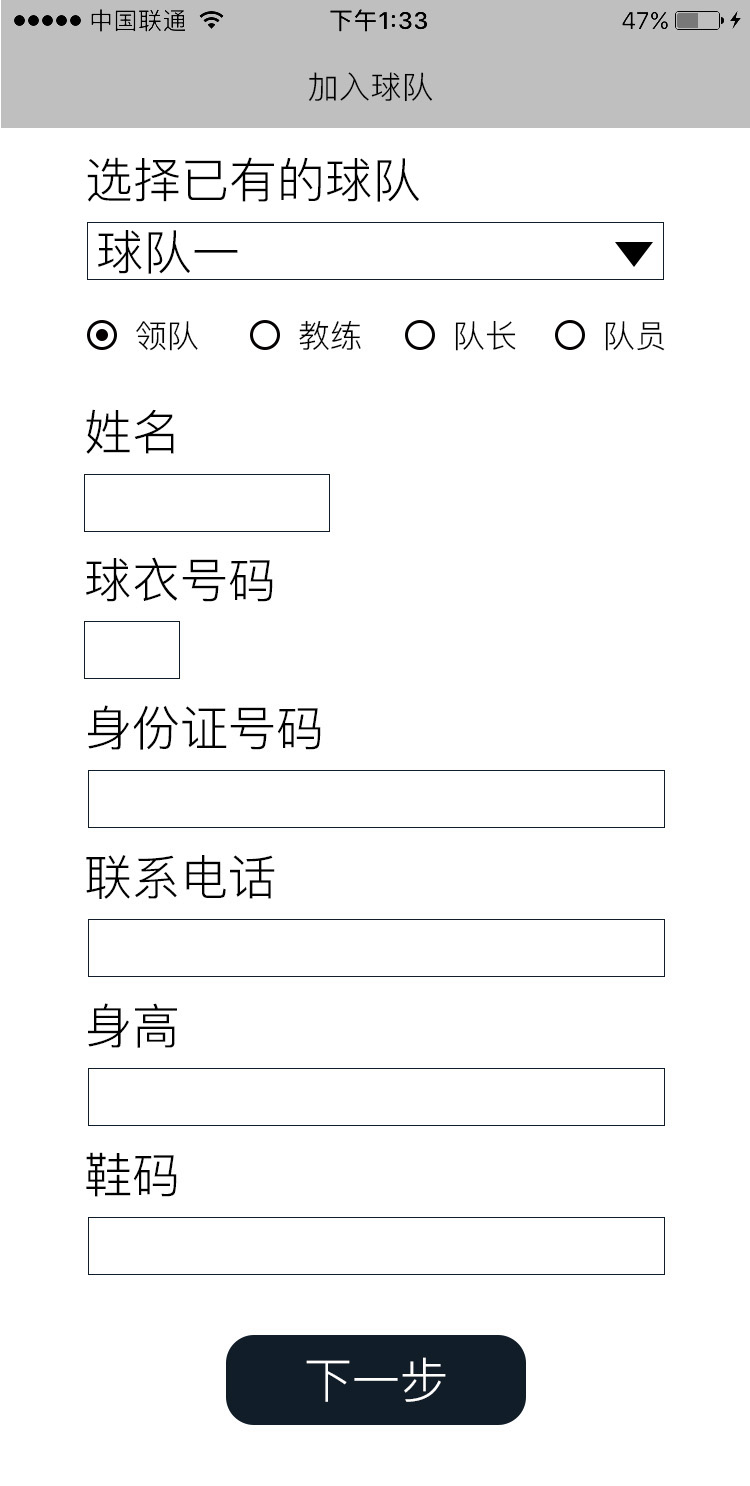 中国联通 下午1:33 47%
加入球队
选择已有的球队
球队一
领队 教练 队长 队员
姓名
球衣号码
身份证号码
联系电话
身高
鞋码
下一步